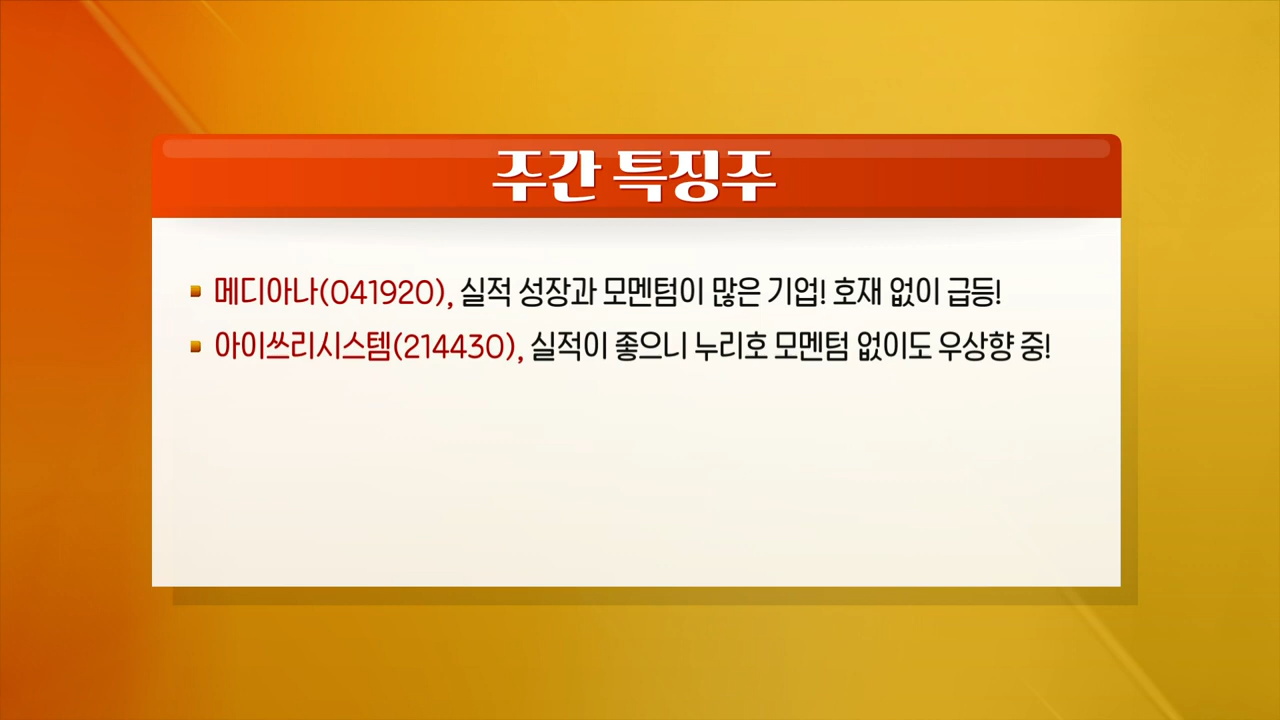 주간 특징주
메디아나(041920), 실적 성장과 모멘텀이 많은 기업! 호재 없이 급등!
아이쓰리시스템(214430), 실적이 좋으니 누리호 모멘텀 없이도 우상향 중!